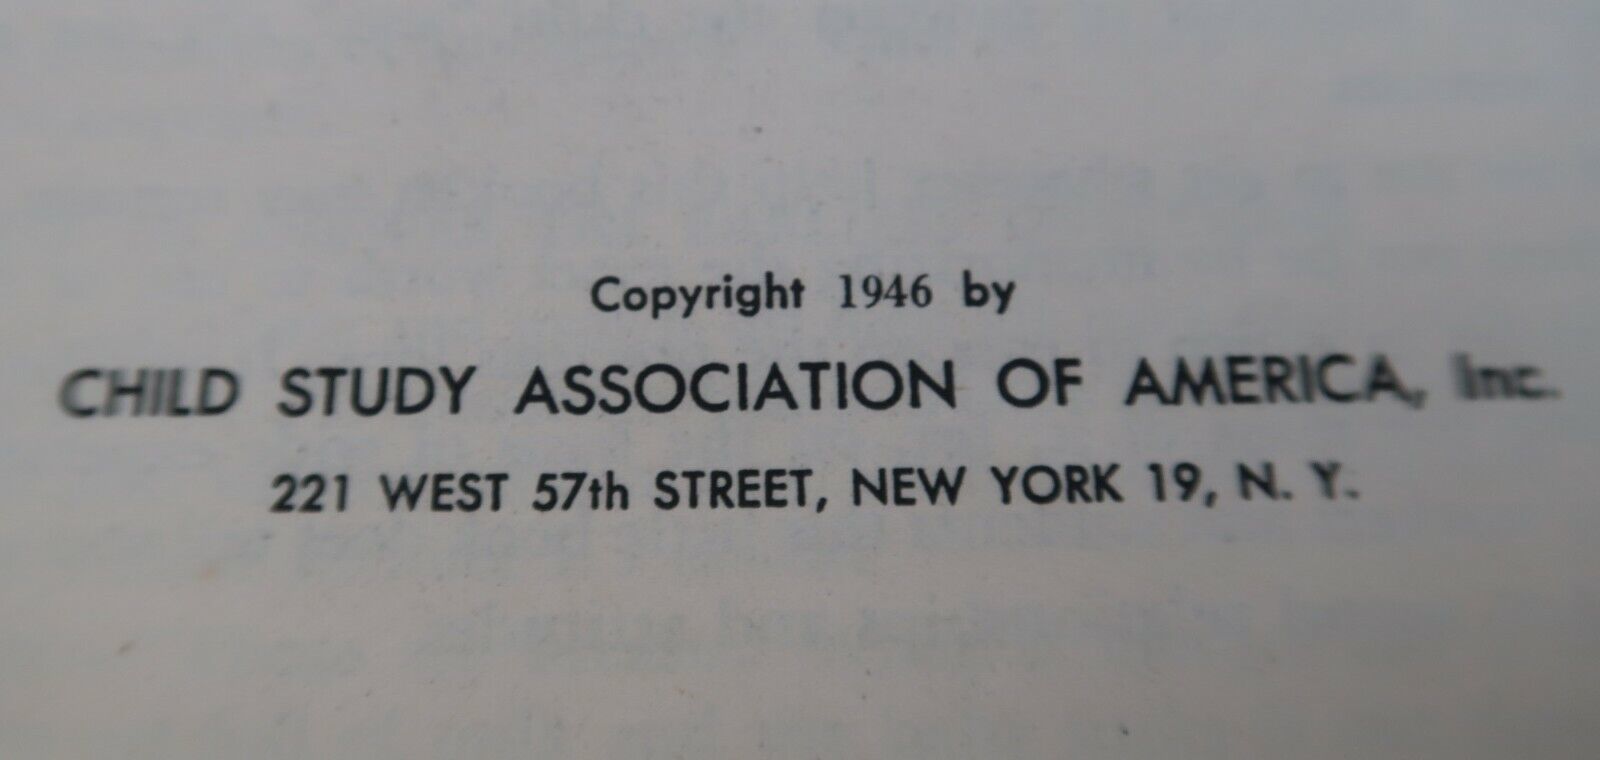 Copyright 1946 by
CHILD STUDY ASSOCIATION OF AMERICA, Inc.
221 WEST 57th STREET, NEW YORK 19, N. Y.